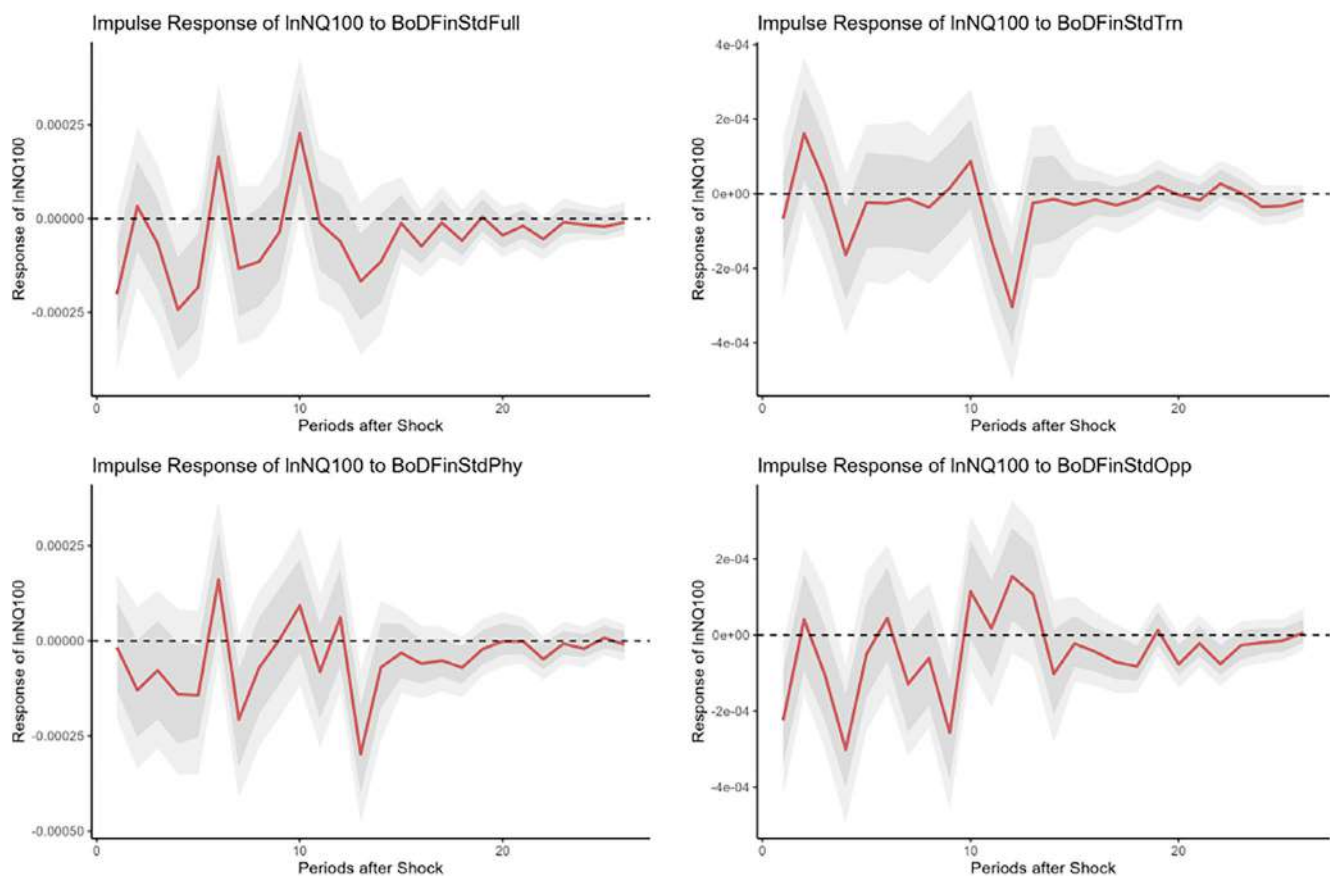 Impulse Response of lnNQ100 to BoDFinStdFull
Response of lnNQ100
0.00025
0.00000
-0.00025
0
10
20
Periods after Shock
Impulse Response of lnNQ100 to BoDFinStdTrn
Response of lnNQ100
4e-04
2e-04
0e+00
-2e-04
-4e-04
0
10
20
Periods after Shock
Impulse Response of lnNQ100 to BoDFinStdPhy
Response of lnNQ100
0.00025
0.00000
-0.00025
-0.00050
0
10
20
Periods after Shock
Impulse Response of lnNQ100 to BoDFinStdOpp
Response of lnNQ100
2e-04
0e+00
-2e-04
-4e-04
0
10
20
Periods after Shock